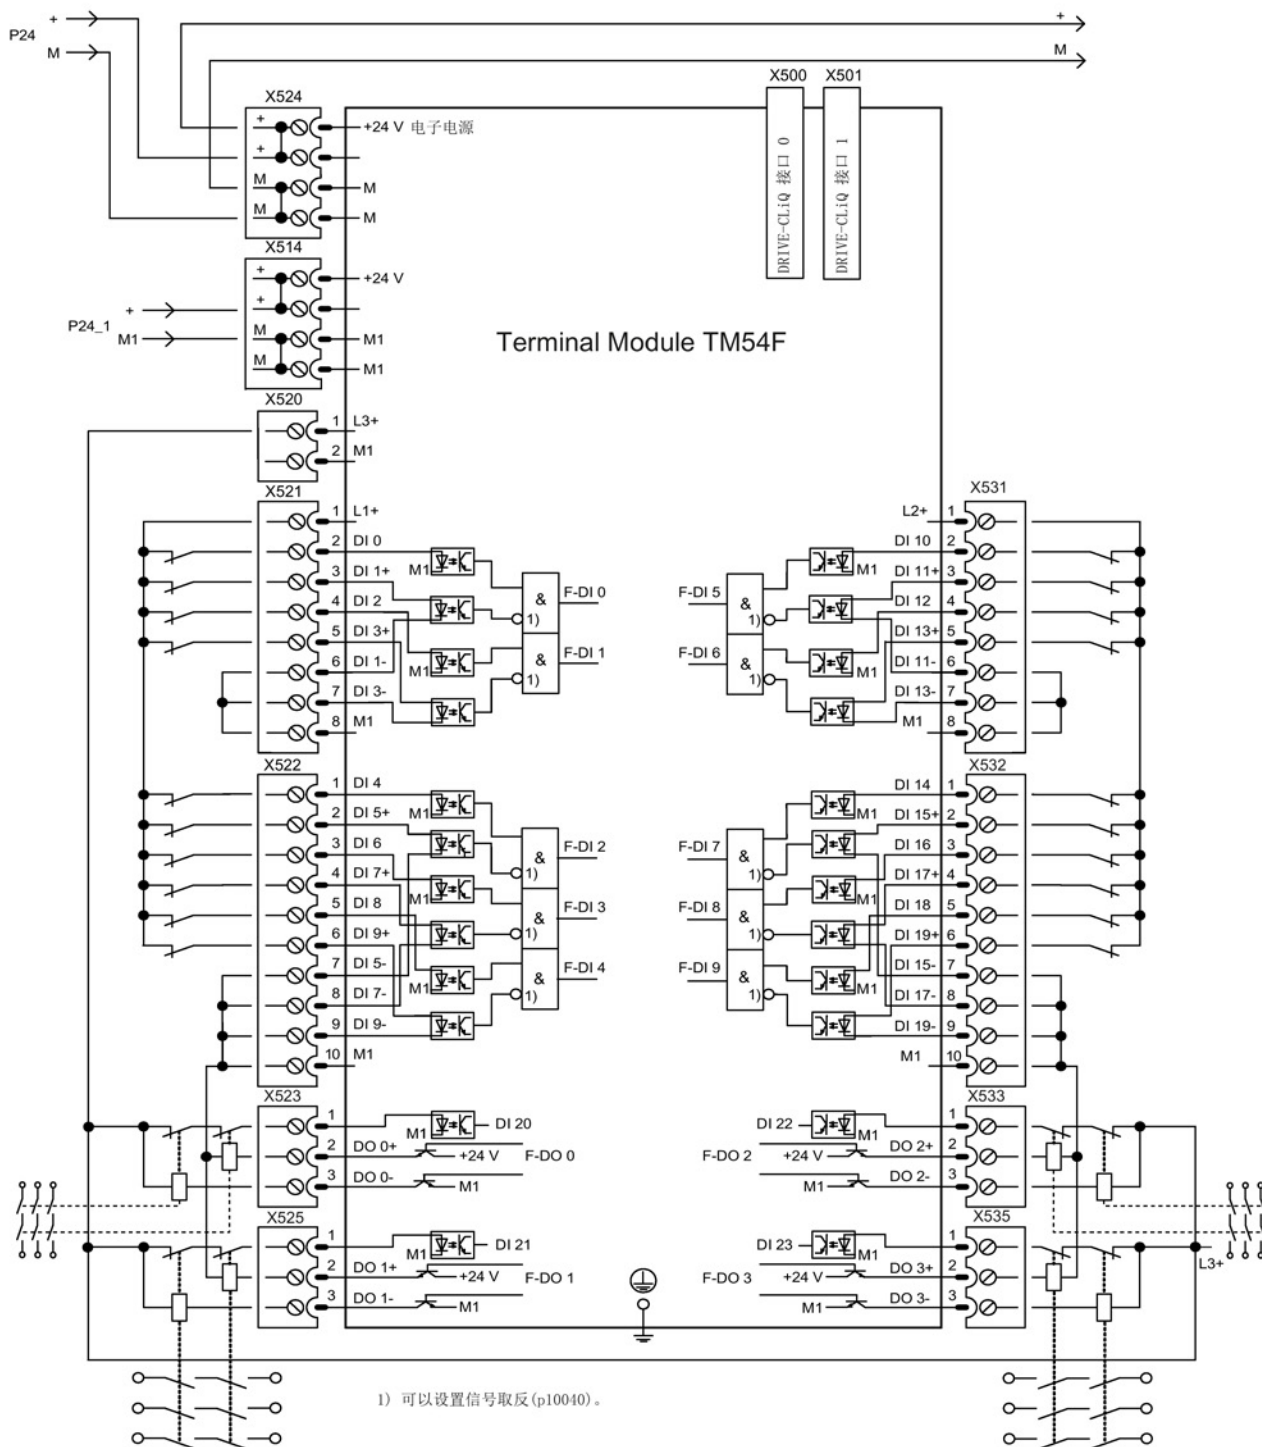 +
P24
M
+
M
X500
X501
DRIVE-CLiQ 接口 0
DRIVE-CLiQ 接口 1
X524
+
+
M
M
+24 V 电子电源
M
M
X514
+
+
M
M
+24 V
M1
M1
P24_1
+
M1
Terminal Module TM54F
X520
1 L3+
2 M1
X521
1 L1+
2 DI 0
3 DI 1+
4 DI 2
5 DI 3+
6 DI 1-
7 DI 3-
8 M1
M1
M1
&
1)
F-DI 0
&
1)
F-DI 1
X531
L2+ 1
DI 10 2
DI 11+ 3
DI 12 4
DI 13+ 5
DI 11- 6
DI 13- 7
M1 8
M1
M1
F-DI 5
&
1)
F-DI 6
&
1)
X522
1 DI 4
2 DI 5+
3 DI 6
4 DI 7+
5 DI 8
6 DI 9+
7 DI 5-
8 DI 7-
9 DI 9-
10 M1
M1
M1
M1
&
1)
F-DI 2
&
1)
F-DI 3
&
1)
F-DI 4
X532
DI 14 1
DI 15+ 2
DI 16 3
DI 17+ 4
DI 18 5
DI 19+ 6
DI 15- 7
DI 17- 8
DI 19- 9
M1 10
M1
M1
M1
F-DI 7
&
1)
F-DI 8
&
1)
F-DI 9
&
1)
X523
1
M1
DI 20
2 DO 0+
+24 V
F-DO 0
3 DO 0-
M1
X533
DI 22
M1
1
F-DO 2
+24 V
DO 2+ 2
M1
DO 2- 3
X525
1
M1
DI 21
2 DO 1+
+24 V
F-DO 1
3 DO 1-
M1
X535
DI 23
M1
1
F-DO 3
+24 V
DO 3+ 2
M1
DO 3- 3
L3+
1) 可以设置信号取反(p10040)。